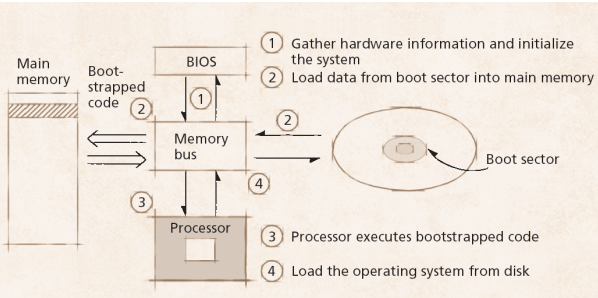 1 Gather hardware information and initialize
the system
2 Load data from boot sector into main memory
Main
memory
Boot-
strapped
code
2
BIOS
1
Memory
bus
2
Boot sector
4
3
Processor
3 Processor executes bootstrapped code
4 Load the operating system from disk